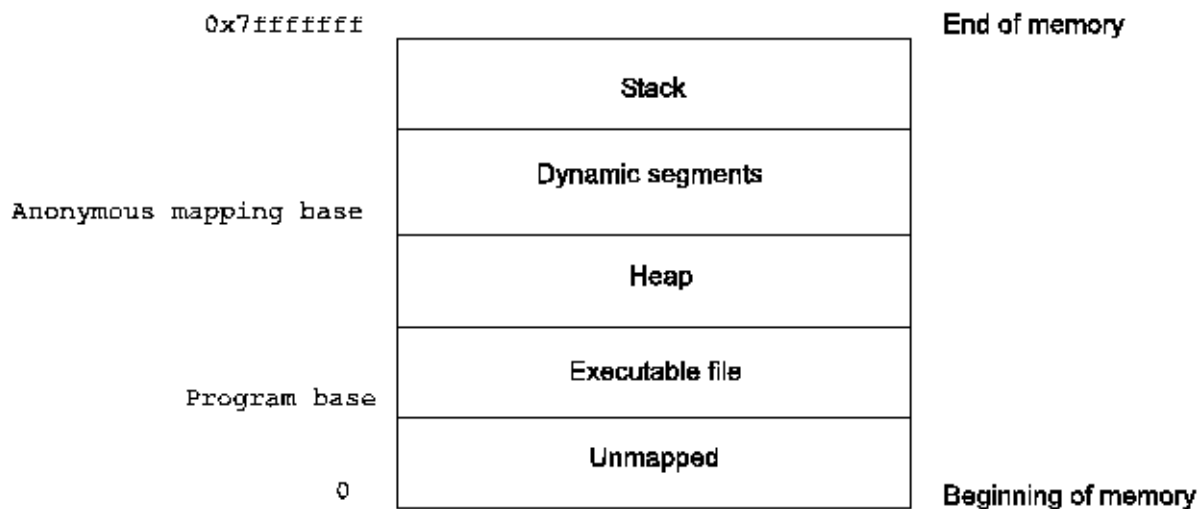 0x7fffffff
End of memory
Stack
Dynamic segments
Anonymous mapping base
Heap
Executable file
Program base
Unmapped
0
Beginning of memory